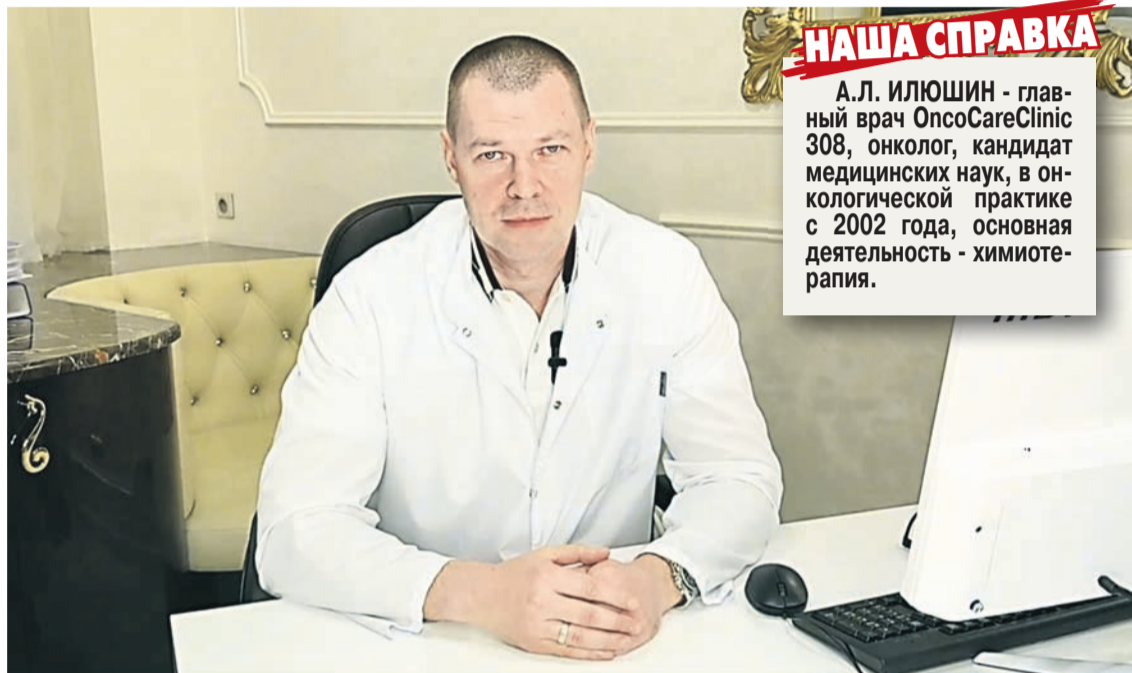 НАША СПРАВКА
А.Л. ИЛЮШИН - глав-
ный врач OncoCareClinic
308, онколог, кандидат
медицинских наук, в он-
кологической практике
с 2002 года, основная
деятельность - химиоте-
рапия.